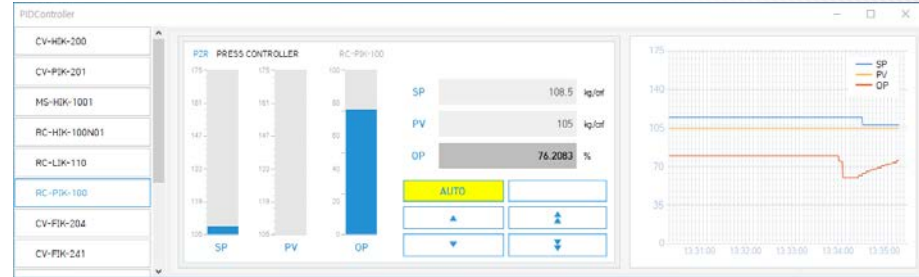 PIDController
CV-HIK-200
CV-PIK-201
MS-HIK-1001
RC-HIK-100N01
RC-LIK-110
RC-PIK-100
CV-FIK-204
CV-FIK-241
PZR PRESS CONTROLLER RC-PIK-100
175 175 100
161 161 80
147 147 60
133 133 40
119 119 20
105 105 0
SP PV OP
SP 108.5 kg/cm²
PV 105 kg/cm²
OP 76.2083 %
AUTO
175
140
105
70
35
0
13:31:00 13:32:00 13:33:00 13:34:00 13:35:00
SP
PV
OP